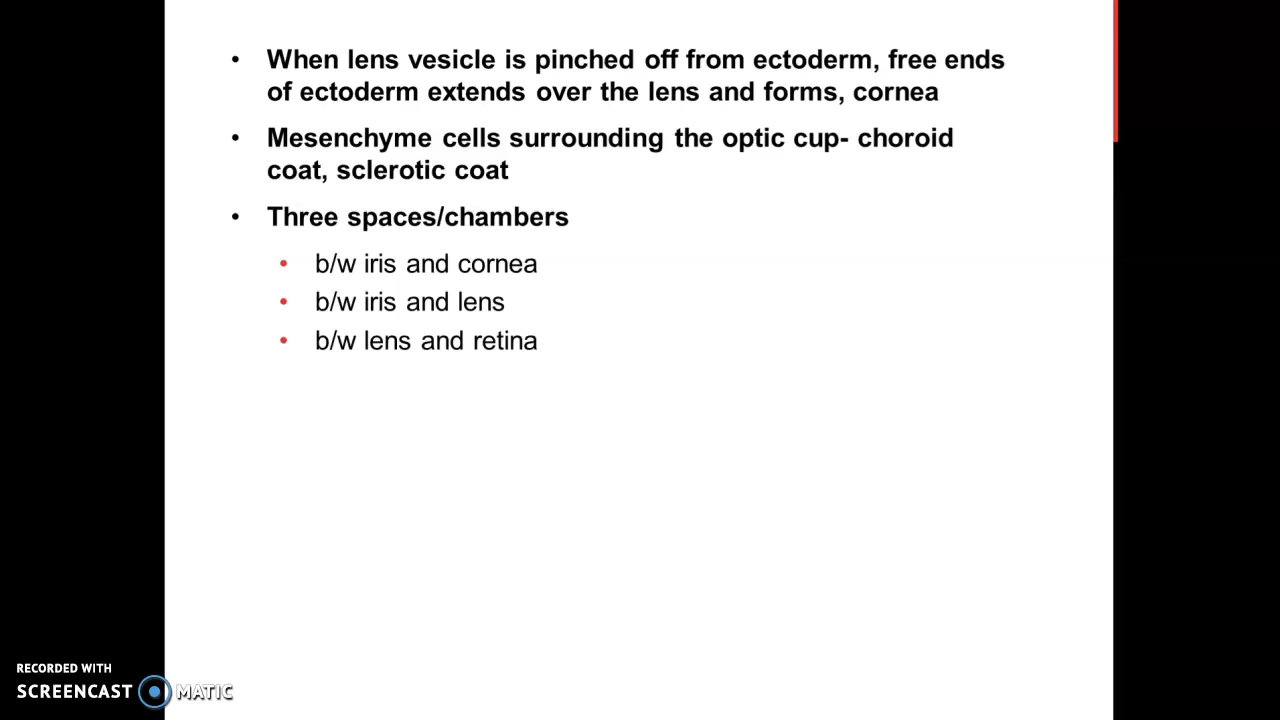 • When lens vesicle is pinched off from ectoderm, free ends
of ectoderm extends over the lens and forms, cornea
• Mesenchyme cells surrounding the optic cup- choroid
coat, sclerotic coat
• Three spaces/chambers
• b/w iris and cornea
• b/w iris and lens
• b/w lens and retina
RECORDED WITH
SCREENCAST MATIC